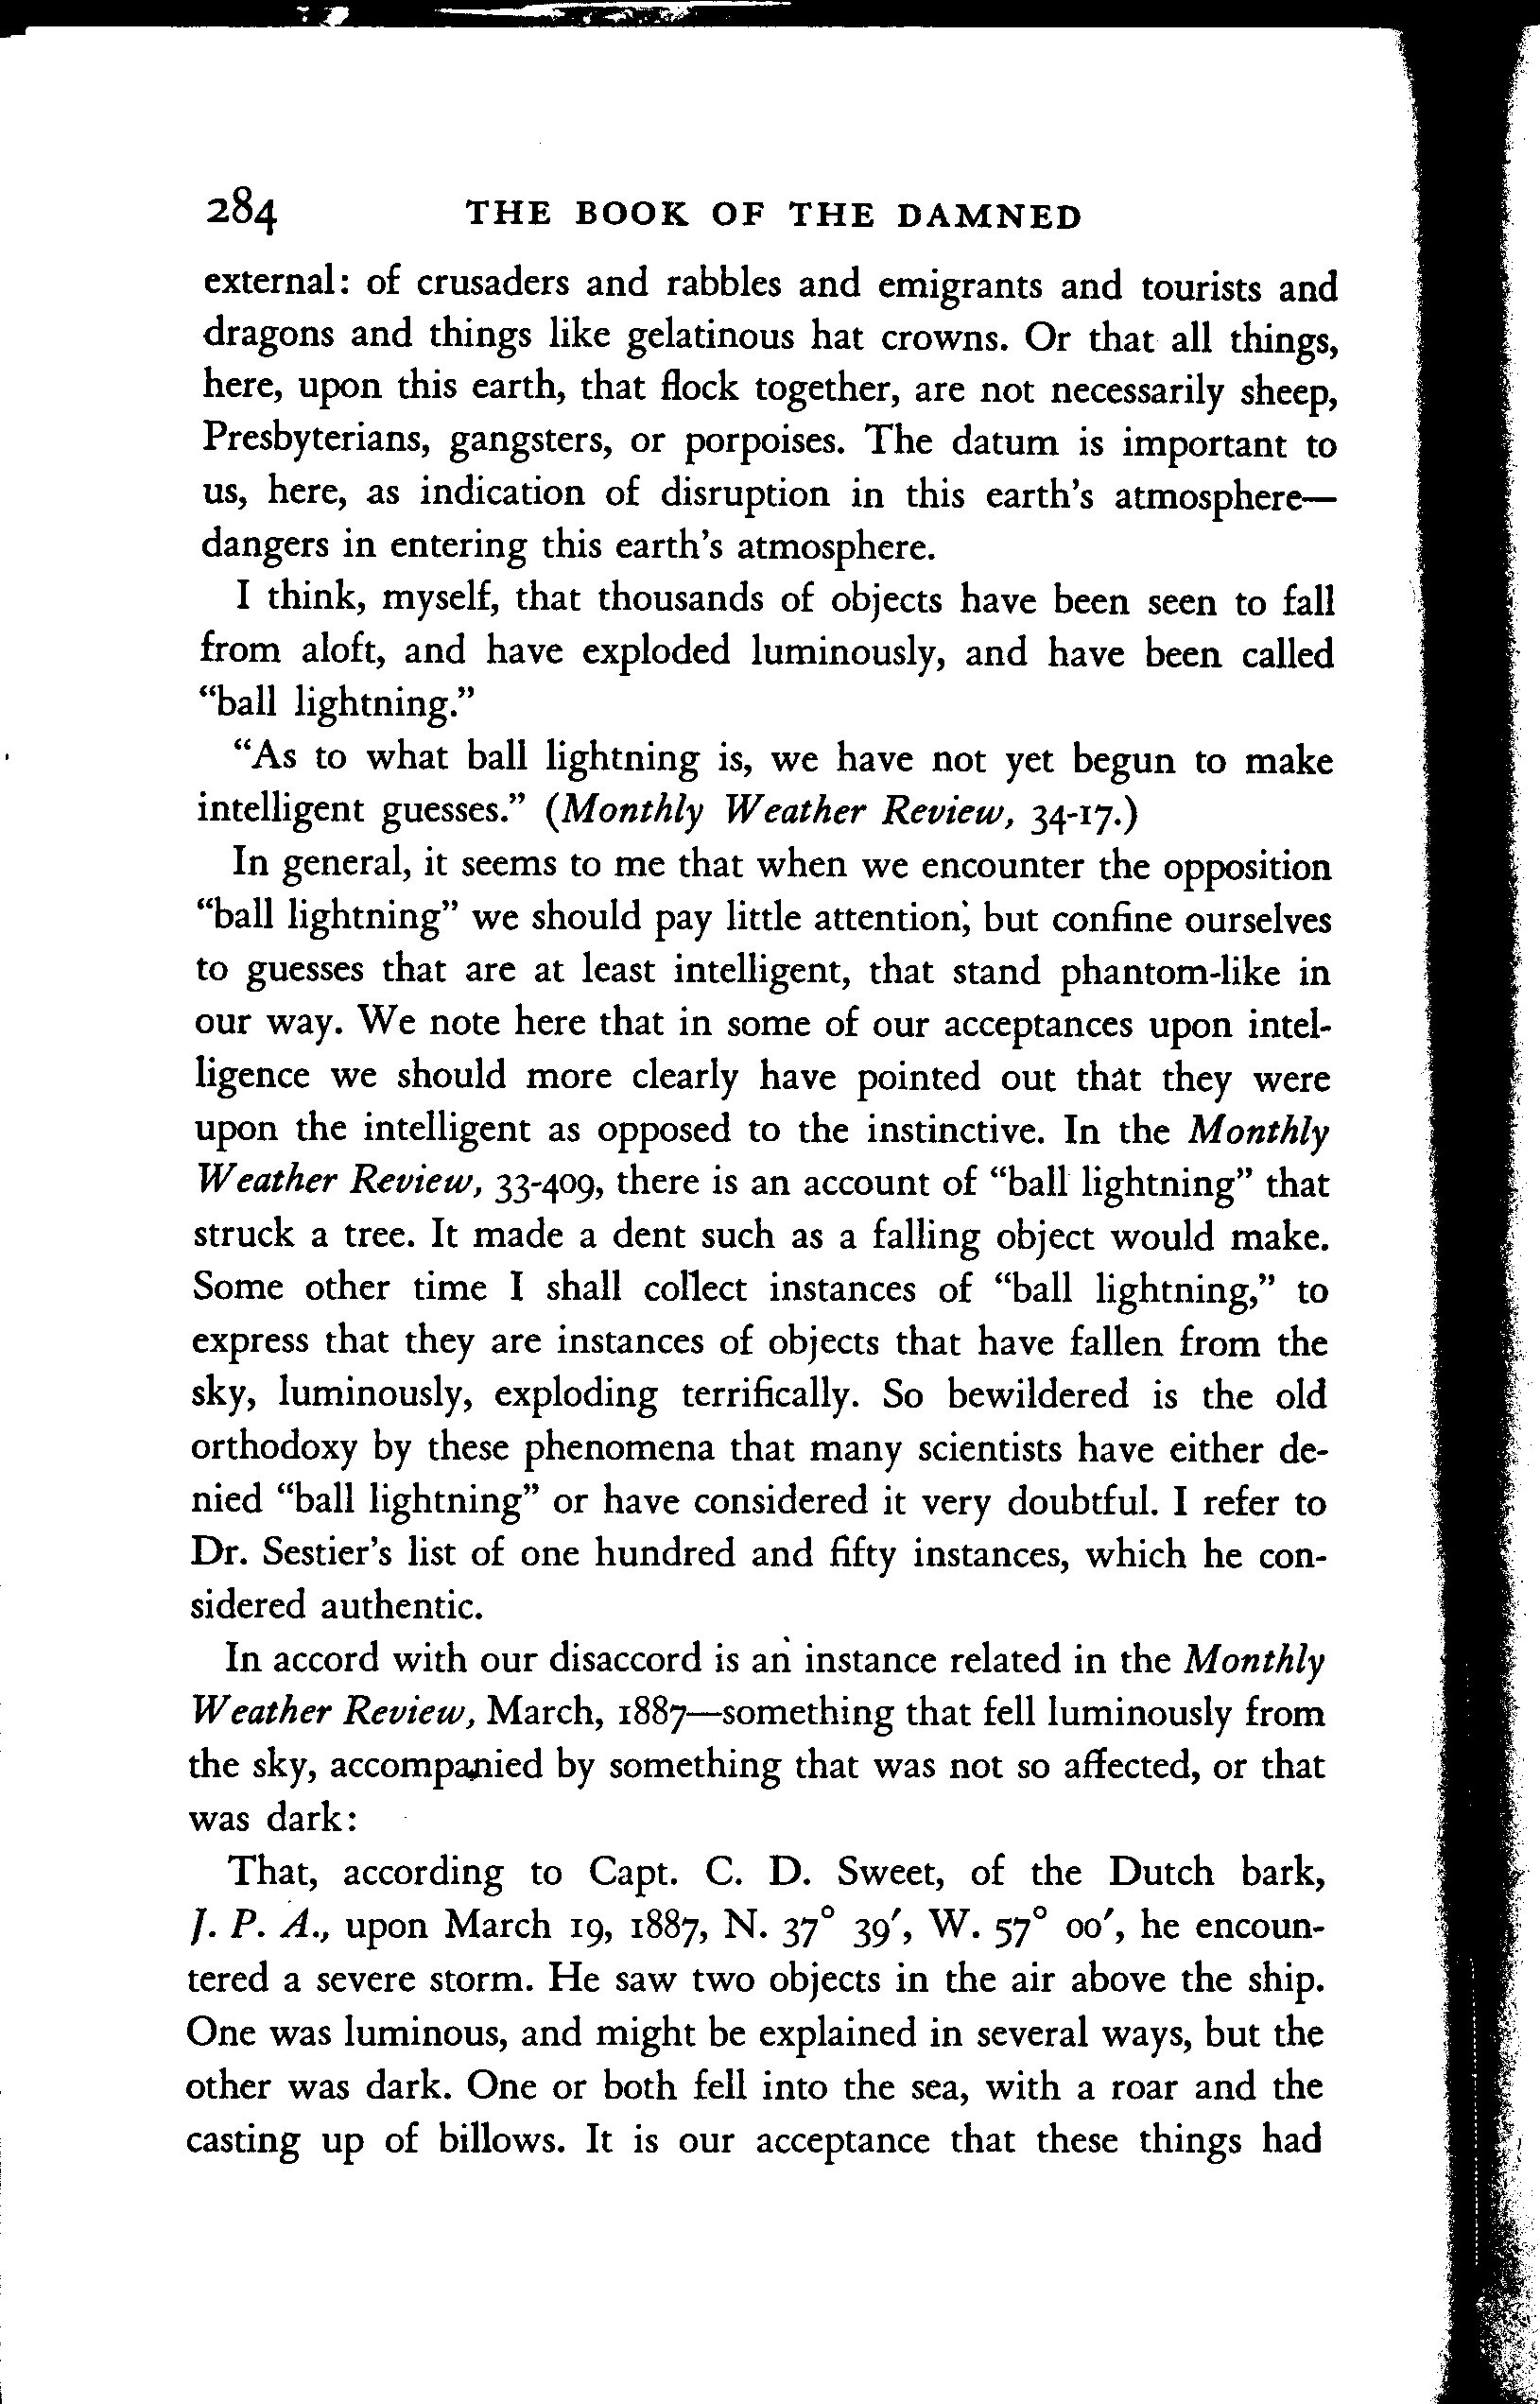 284 THE BOOK OF THE DAMNED
external: of crusaders and rabbles and emigrants and tourists and
dragons and things like gelatinous hat crowns. Or that all things,
here, upon this earth, that flock together, are not necessarily sheep,
Presbyterians, gangsters, or porpoises. The datum is important to
us, here, as indication of disruption in this earth's atmosphere—
dangers in entering this earth's atmosphere.
I think, myself, that thousands of objects have been seen to fall
from aloft, and have exploded luminously, and have been called
"ball lightning."
"As to what ball lightning is, we have not yet begun to make
intelligent guesses." (Monthly Weather Review, 34-17.)
In general, it seems to me that when we encounter the opposition
"ball lightning" we should pay little attention, but confine ourselves
to guesses that are at least intelligent, that stand phantom-like in
our way. We note here that in some of our acceptances upon intel-
ligence we should more clearly have pointed out that they were
upon the intelligent as opposed to the instinctive. In the Monthly
Weather Review, 33-409, there is an account of "ball lightning" that
struck a tree. It made a dent such as a falling object would make.
Some other time I shall collect instances of "ball lightning," to
express that they are instances of objects that have fallen from the
sky, luminously, exploding terrifically. So bewildered is the old
orthodoxy by these phenomena that many scientists have either de-
nied "ball lightning" or have considered it very doubtful. I refer to
Dr. Sestier's list of one hundred and fifty instances, which he con-
sidered authentic.
In accord with our disaccord is an instance related in the Monthly
Weather Review, March, 1887—something that fell luminously from
the sky, accompanied by something that was not so affected, or that
was dark:
That, according to Capt. C. D. Sweet, of the Dutch bark,
J. P. A., upon March 19, 1887, N. 37° 39′, W. 57° 00′, he encoun-
tered a severe storm. He saw two objects in the air above the ship.
One was luminous, and might be explained in several ways, but the
other was dark. One or both fell into the sea, with a roar and the
casting up of billows. It is our acceptance that these things had